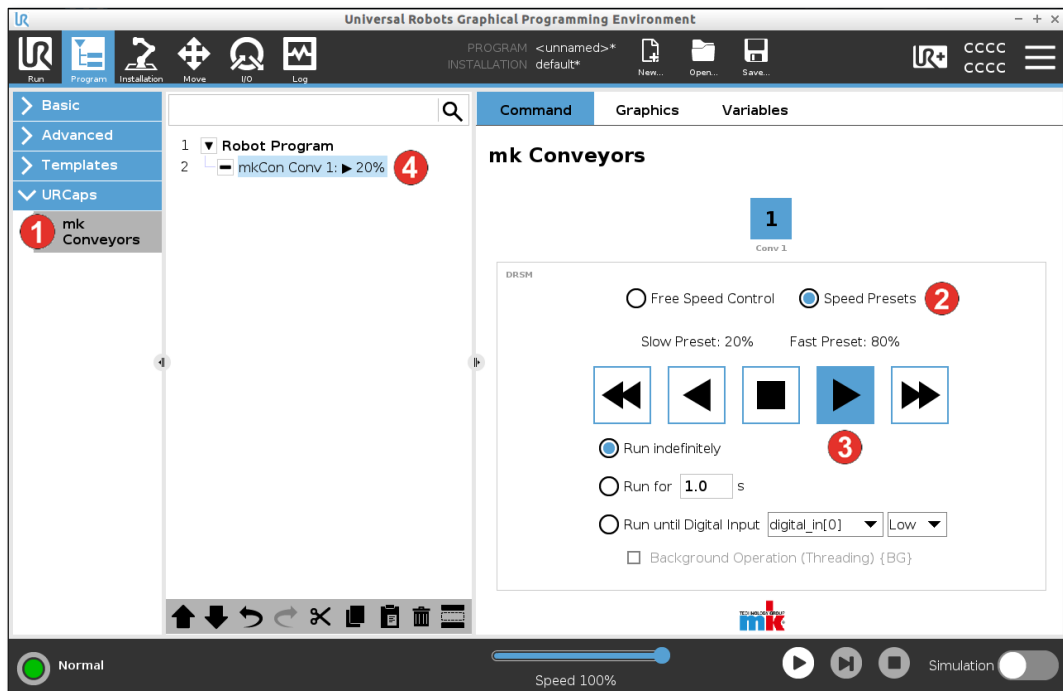 Universal Robots Graphical Programming Environment
PROGRAM <unnamed>*
INSTALLATION default*
Run Program Installation Move I/O Log New... Open... Save...
UR+ CCCC
CCCC
Basic
Advanced
Templates
URCaps
1 mk
Conveyors
1 Robot Program
2 mkCon Conv 1: ▶ 20% 4
Command Graphics Variables
mk Conveyors
1
Conv 1
DRSM
Free Speed Control Speed Presets 2
Slow Preset: 20% Fast Preset: 80%
3
Run indefinitely
Run for 1.0 s
Run until Digital Input digital_in[0] Low
Background Operation (Threading) {BG}
TECHNOLOGY GROUP
mk
Normal
Speed 100%
Simulation